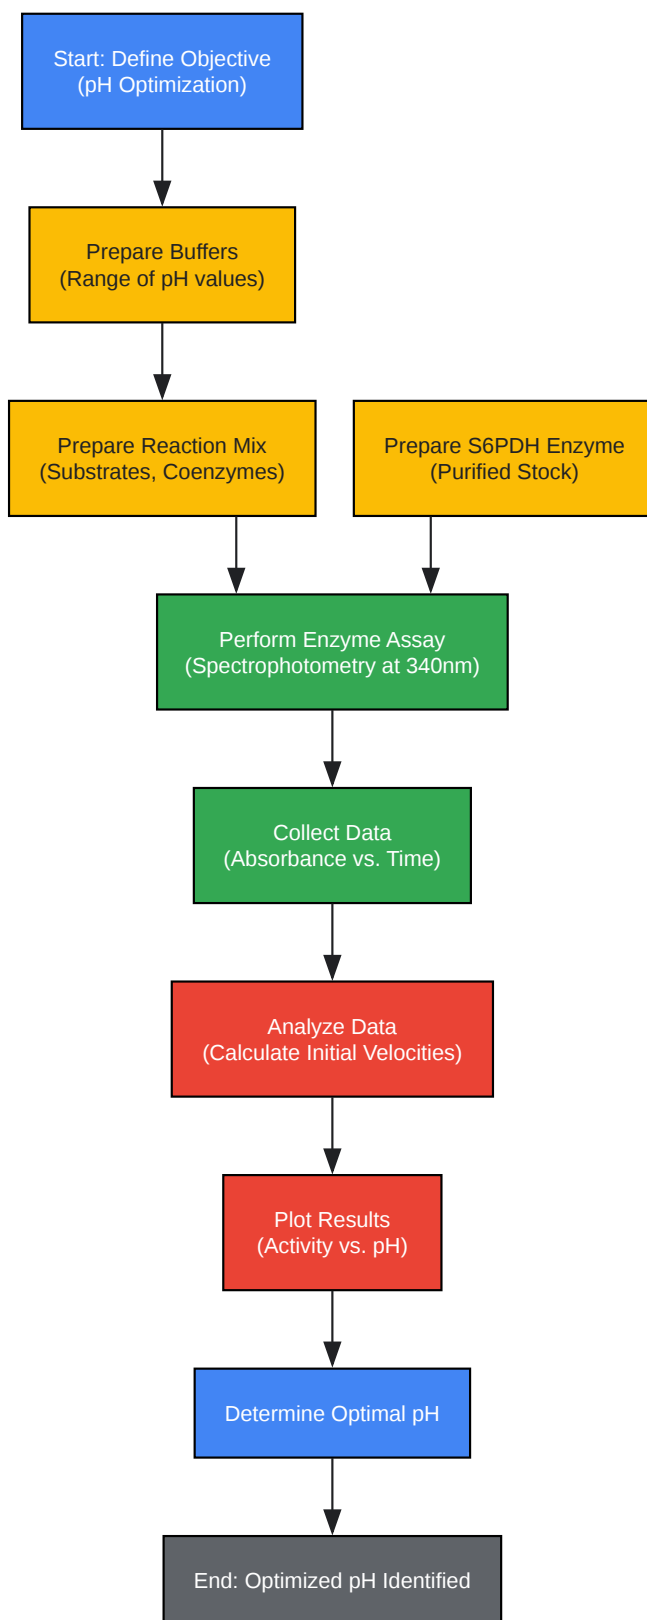 Start: Define Objective
(pH Optimization)
Prepare Buffers
(Range of pH values)
Prepare Reaction Mix
(Substrates, Coenzymes)
Prepare S6PDH Enzyme
(Purified Stock)
Perform Enzyme Assay
(Spectrophotometry at 340nm)
Collect Data
(Absorbance vs. Time)
Analyze Data
(Calculate Initial Velocities)
Plot Results
(Activity vs. pH)
Determine Optimal pH
End: Optimized pH Identified